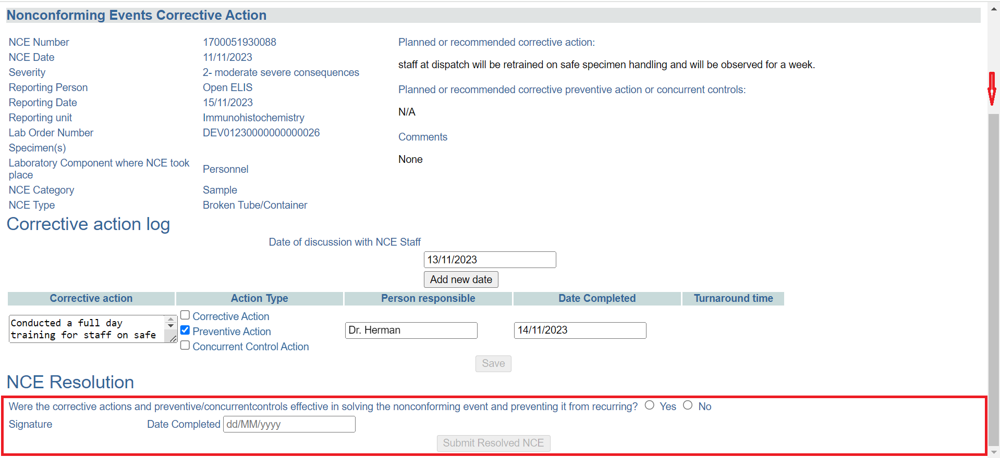 Nonconforming Events Corrective Action
NCE Number 1700051930088
NCE Date 11/11/2023
Severity 2- moderate severe consequences
Reporting Person Open ELIS
Reporting Date 15/11/2023
Reporting unit Immunohistochemistry
Lab Order Number DEV01230000000000026
Specimen(s)
Laboratory Component where NCE took
place
Personnel
NCE Category Sample
NCE Type Broken Tube/Container
Planned or recommended corrective action:
staff at dispatch will be retrained on safe specimen handling and will be observed for a week.
Planned or recommended corrective preventive action or concurrent controls:
N/A
Comments
None
Corrective action log
Date of discussion with NCE Staff
13/11/2023
Add new date
Corrective action Action Type Person responsible Date Completed Turnaround time
Conducted a full day
training for staff on safe
Corrective Action
Preventive Action
Concurrent Control Action
Dr. Herman
14/11/2023
Save
NCE Resolution
Were the corrective actions and preventive/concurrentcontrols effective in solving the nonconforming event and preventing it from recurring? Yes No
Signature Date Completed dd/MM/yyyy
Submit Resolved NCE